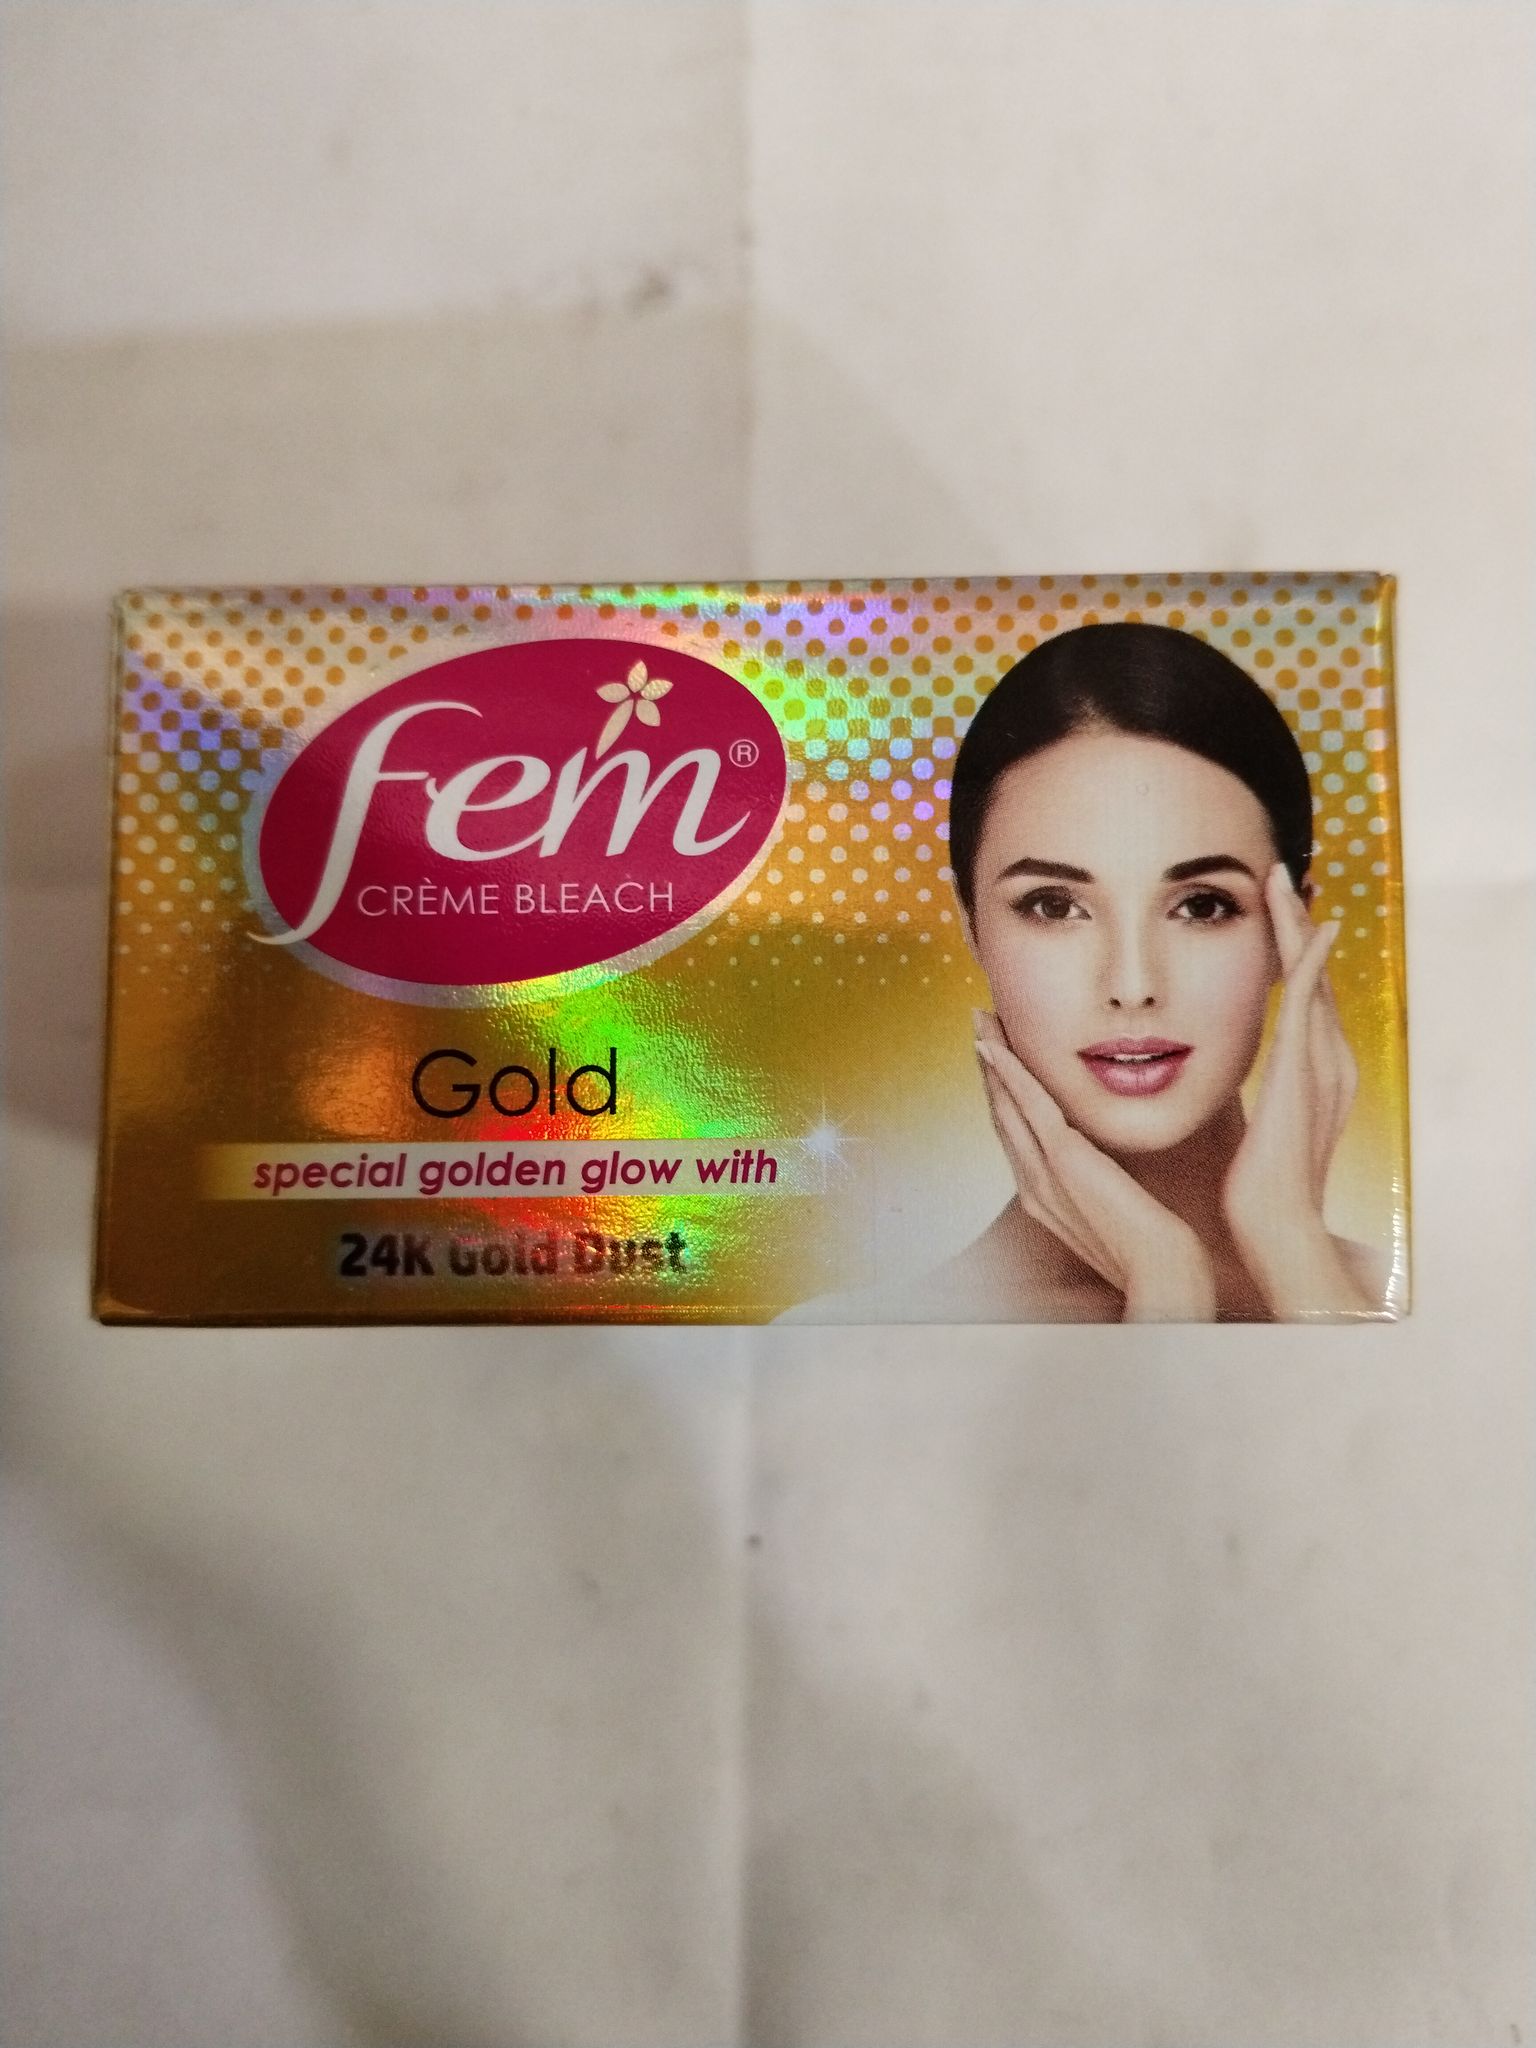 fem®
CRÈME BLEACH
Gold
special golden glow with
24K Gold Dust